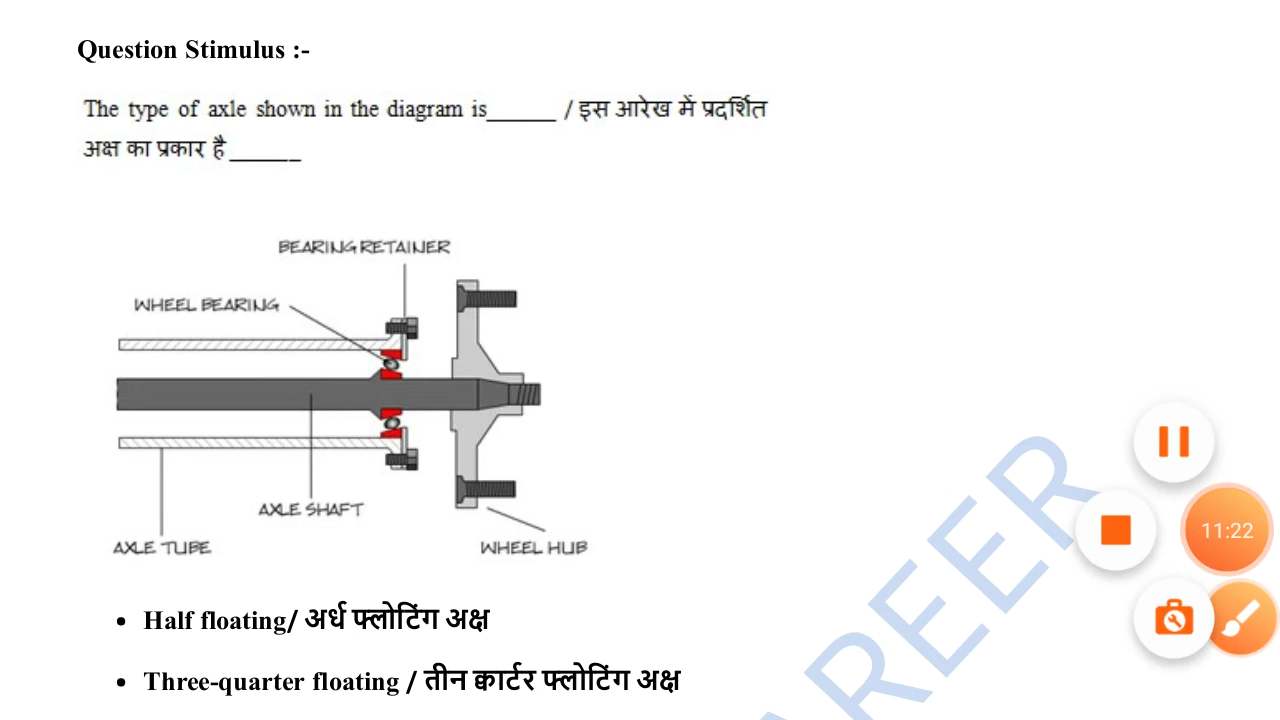 Question Stimulus :-
The type of axle shown in the diagram is______ / इस आरेख में प्रदर्शित
अक्ष का प्रकार है ______
BEARING RETAINER
WHEEL BEARING
AXLE SHAFT
AXLE TUBE
WHEEL HUB
• Half floating/ अर्ध फ्लोटिंग अक्ष
• Three-quarter floating / तीन क्वार्टर फ्लोटिंग अक्ष
11:22
AREER